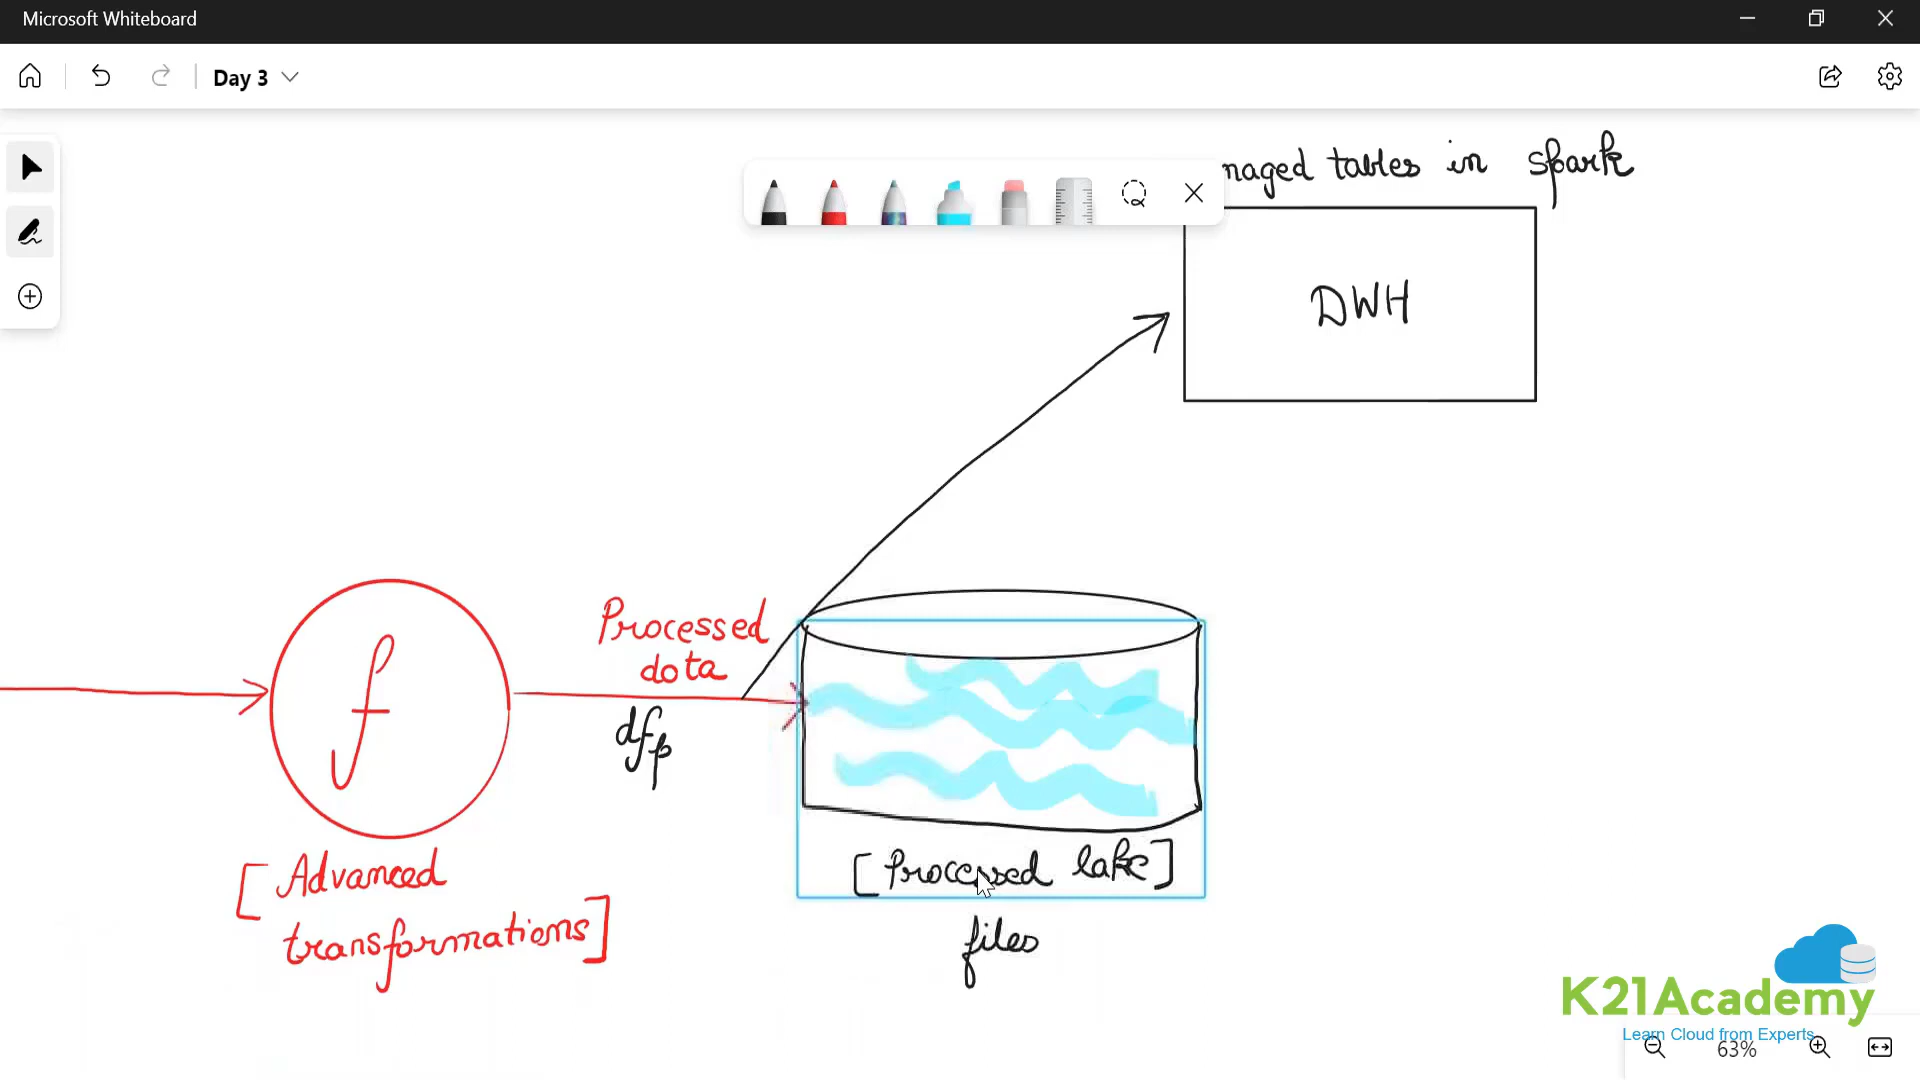 Microsoft Whiteboard
Day 3
naged tables in spark
DWH
Processed
data
f
dfp
[Advanced
transformations]
[Processed lake]
files
K21Academy
Learn Cloud from Experts
63%